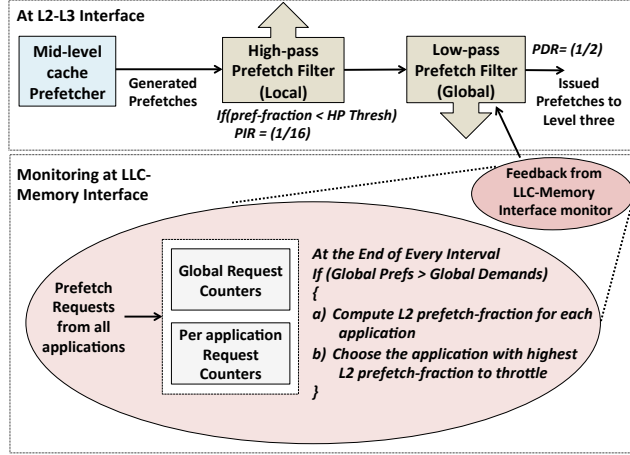 At L2-L3 Interface
Mid-level
cache
Prefetcher
Generated
Prefetches
High-pass
Prefetch Filter
(Local)
If(pref-fraction < HP Thresh)
PIR = (1/16)
Low-pass
Prefetch Filter
(Global)
PDR= (1/2)
Issued
Prefetches to
Level three
Monitoring at LLC-
Memory Interface
Feedback from
LLC-Memory
Interface monitor
Prefetch
Requests
from all
applications
Global Request
Counters
Per application
Request
Counters
At the End of Every Interval
If (Global Prefs > Global Demands)
{
a) Compute L2 prefetch-fraction for each
application
b) Choose the application with highest
L2 prefetch-fraction to throttle
}